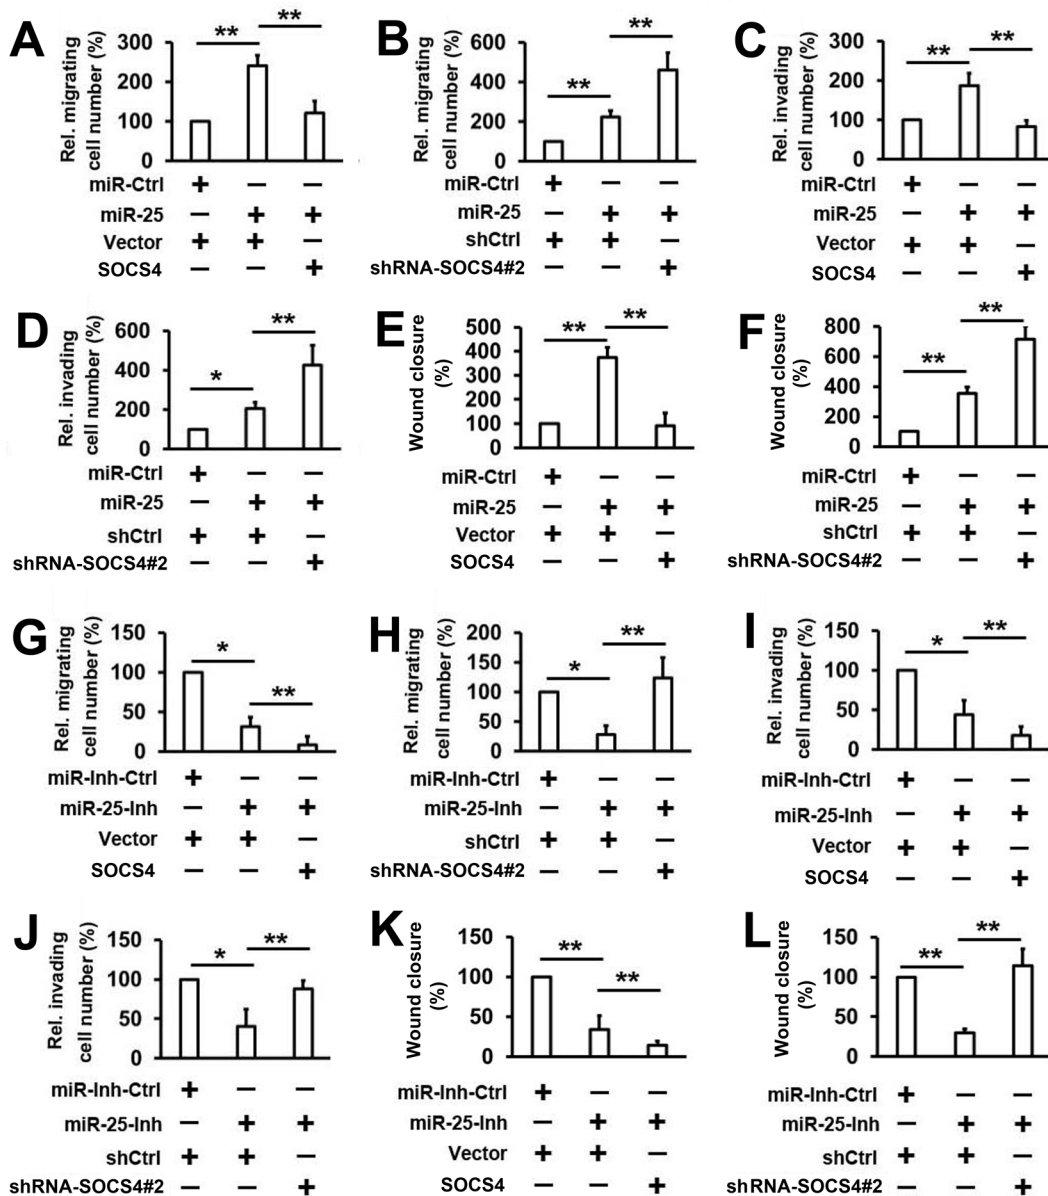 A
Rel. migrating
cell number (%)
300
200
100
0
** **
miR-Ctrl + — —
miR-25 — + +
Vector + + —
SOCS4 — — +
B
Rel. migrating
cell number (%)
600
400
200
0
** **
miR-Ctrl + — —
miR-25 — + +
shCtrl + + —
shRNA-SOCS4#2 — — +
C
Rel. invading
cell number (%)
300
200
100
0
** **
miR-Ctrl + — —
miR-25 — + +
Vector + + —
SOCS4 — — +
D
Rel. invading
cell number (%)
600
400
200
0
* **
miR-Ctrl + — —
miR-25 — + +
shCtrl + + —
shRNA-SOCS4#2 — — +
E
Wound closure
(%)
500
400
300
200
100
0
** **
miR-Ctrl + — —
miR-25 — + +
Vector + + —
SOCS4 — — +
F
Wound closure
(%)
800
600
400
200
0
** **
miR-Ctrl + — —
miR-25 — + +
shCtrl + + —
shRNA-SOCS4#2 — — +
G
Rel. migrating
cell number (%)
150
100
50
0
* **
miR-Inh-Ctrl + — —
miR-25-Inh — + +
Vector + + —
SOCS4 — — +
H
Rel. migrating
cell number (%)
200
150
100
50
0
* **
miR-Inh-Ctrl + — —
miR-25-Inh — + +
shCtrl + + —
shRNA-SOCS4#2 — — +
I
Rel. invading
cell number (%)
150
100
50
0
* **
miR-Inh-Ctrl + — —
miR-25-Inh — + +
Vector + + —
SOCS4 — — +
J
Rel. invading
cell number (%)
150
100
50
0
* **
miR-Inh-Ctrl + — —
miR-25-Inh — + +
shCtrl + + —
shRNA-SOCS4#2 — — +
K
Wound closure
(%)
150
100
50
0
** **
miR-Inh-Ctrl + — —
miR-25-Inh — + +
Vector + + —
SOCS4 — — +
L
Wound closure
(%)
150
100
50
0
** **
miR-Inh-Ctrl + — —
miR-25-Inh — + +
shCtrl + + —
shRNA-SOCS4#2 — — +